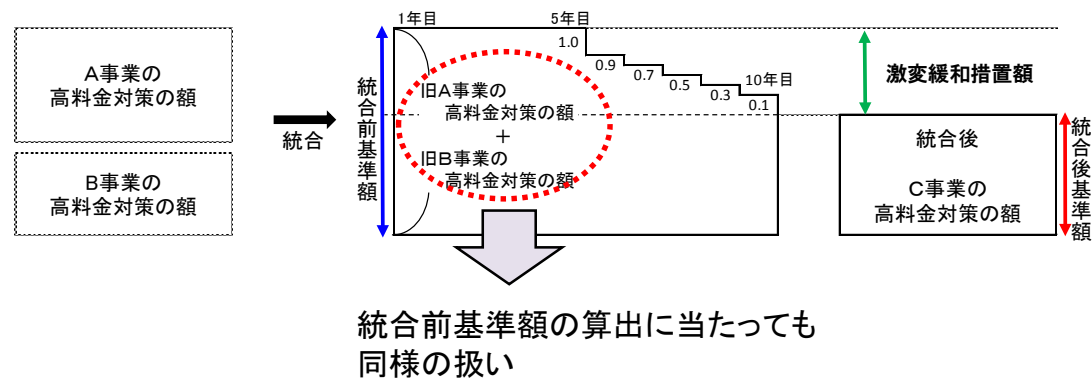 A事業の
高料金対策の額
B事業の
高料金対策の額
統合
統合前基準額
1年目
5年目
1.0
0.9
0.7
0.5
0.3
10年目
0.1
旧A事業の
高料金対策の額
+
旧B事業の
高料金対策の額
激変緩和措置額
統合後
C事業の
高料金対策の額
統合後基準額
統合前基準額の算出に当たっても
同様の扱い